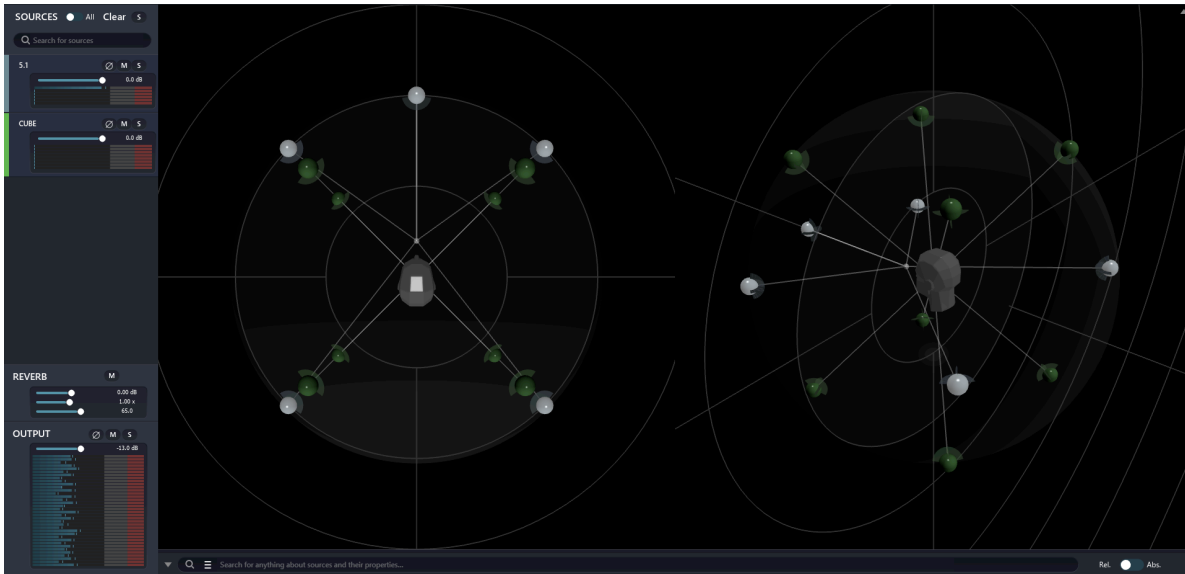 SOURCES All Clear S
Search for sources
5.1 Ø M S
0.0 dB
CUBE Ø M S
0.0 dB
REVERB M
0.00 dB
1.00 x
65.0
OUTPUT Ø M S
-13.0 dB
Search for anything about sources and their properties... Rel. Abs.